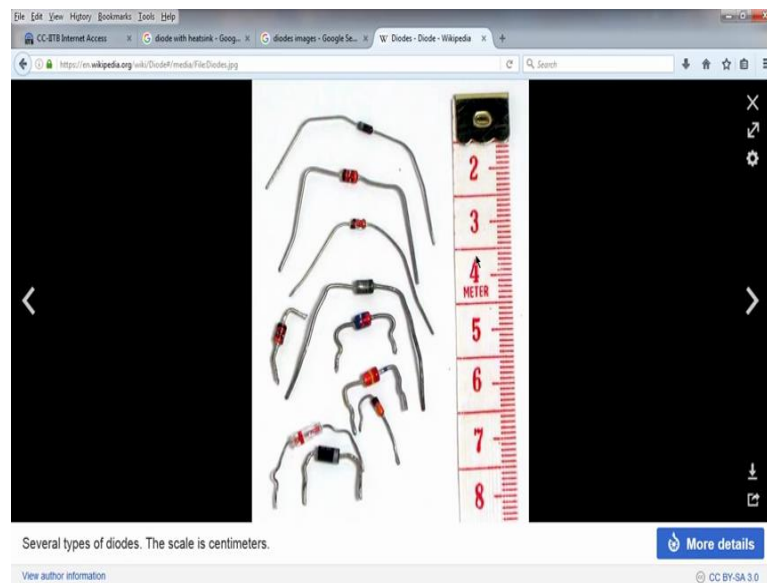 File Edit View History Bookmarks Tools Help
CC-BTB Internet Access × G diode with heatsink - Goog... × G diodes images - Google Se... × W Diodes - Diode - Wikipedia × +
https://en.wikipedia.org/wiki/Diode#/media/File:Diodes.jpg
Search
2
3
4
METER
5
6
7
8
Several types of diodes. The scale is centimeters.
More details
View author information
CC BY-SA 3.0